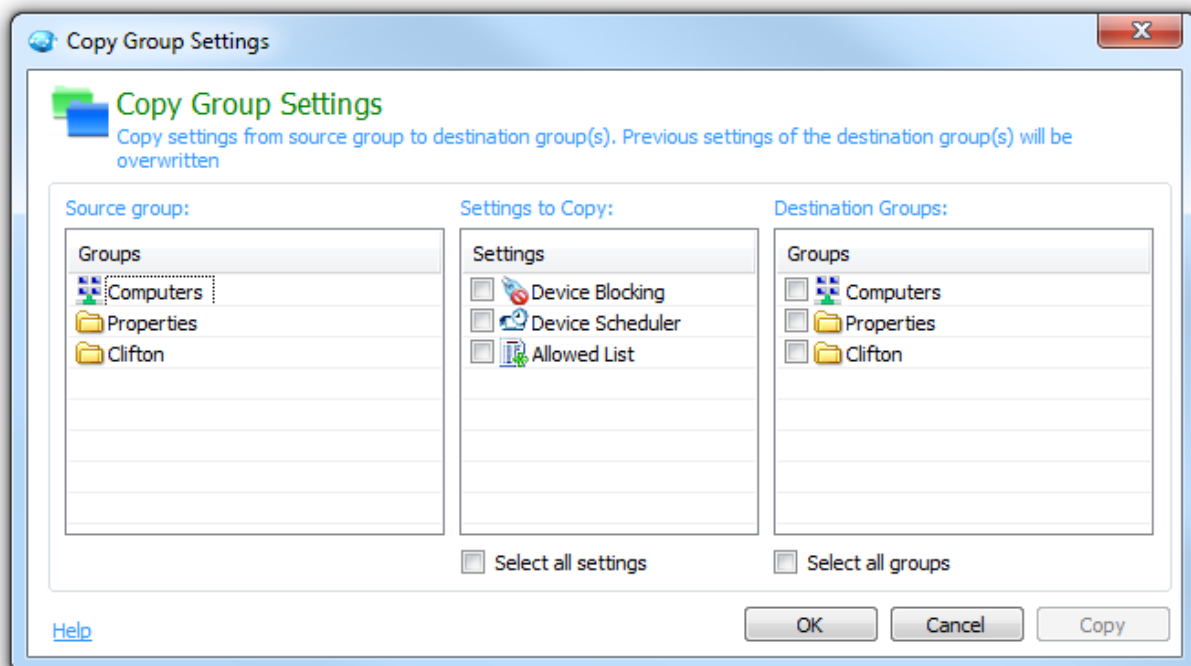 Copy Group Settings
x
Copy Group Settings
Copy settings from source group to destination group(s). Previous settings of the destination group(s) will be
overwritten
Source group:
Settings to Copy:
Destination Groups:
Groups
Settings
Groups
Computers
Device Blocking
Computers
Properties
Device Scheduler
Properties
Clifton
Allowed List
Clifton
Select all settings
Select all groups
Help
OK
Cancel
Copy